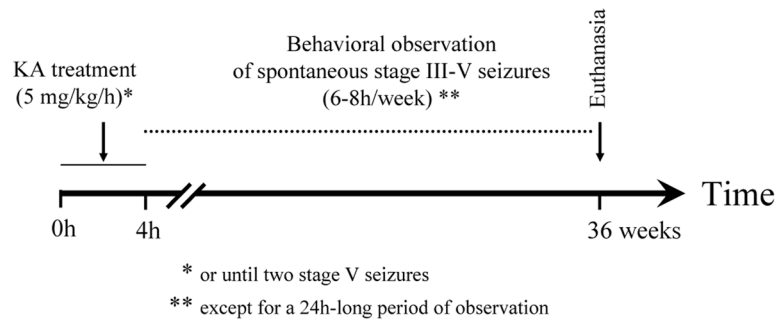 Behavioral observation
of spontaneous stage III-V seizures
(6-8h/week) **
KA treatment
(5 mg/kg/h)*
Euthanasia
Time
0h
4h
36 weeks
* or until two stage V seizures
** except for a 24h-long period of observation